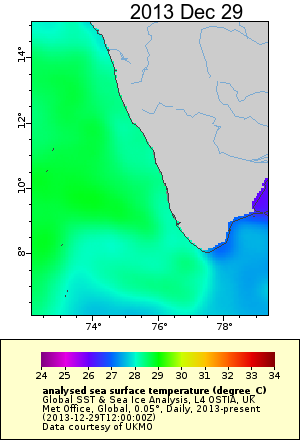 2013 Dec 29
14°
12°
10°
8°
74°
76°
78°
24 25 26 27 28 29 30 31 32 33 34
analysed sea surface temperature (degree_C)
Global SST & Sea Ice Analysis, L4 OSTIA, UK
Met Office, Global, 0.05°, Daily, 2013-present
(2013-12-29T12:00:00Z)
Data courtesy of UKMO